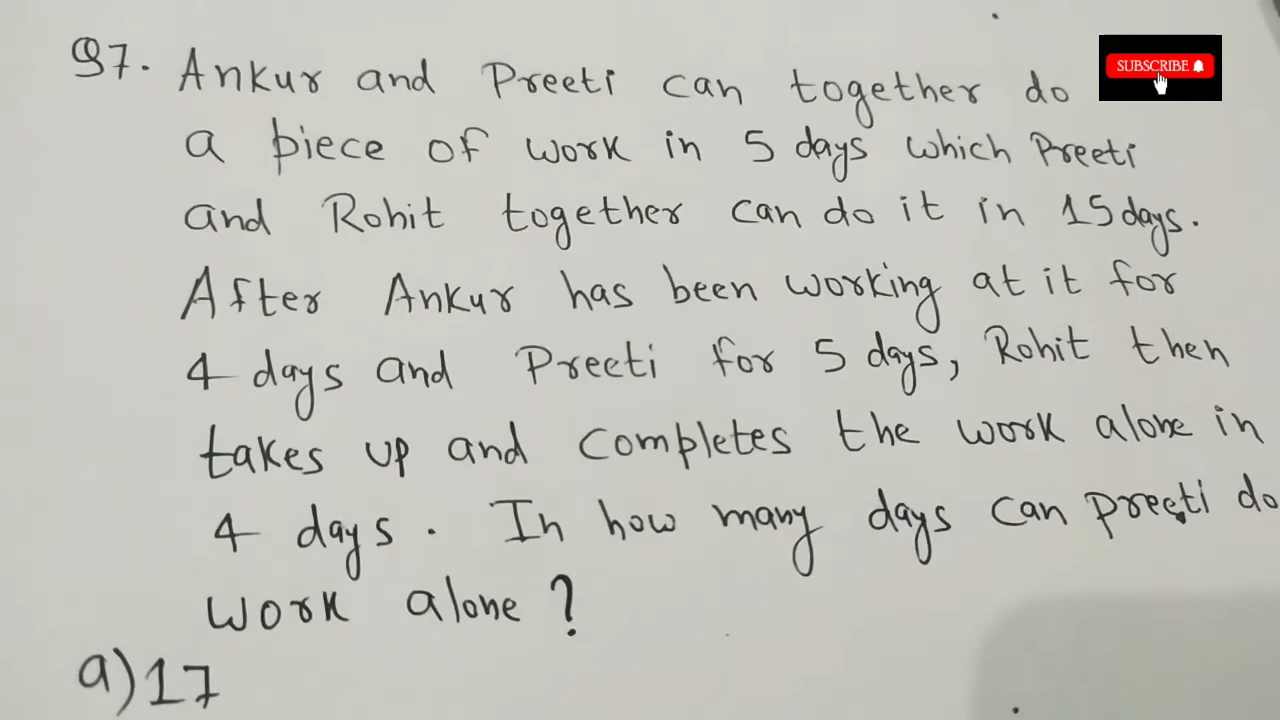 Q7. Ankur and Preeti can together do
SUBSCRIBE
a piece of work in 5 days which Preeti
and Rohit together can do it in 15 days.
After Ankur has been working at it for
4 days and Preeti for 5 days, Rohit then
takes up and completes the work alone in
4 days. In how many days can preeti do
work alone?
a) 17